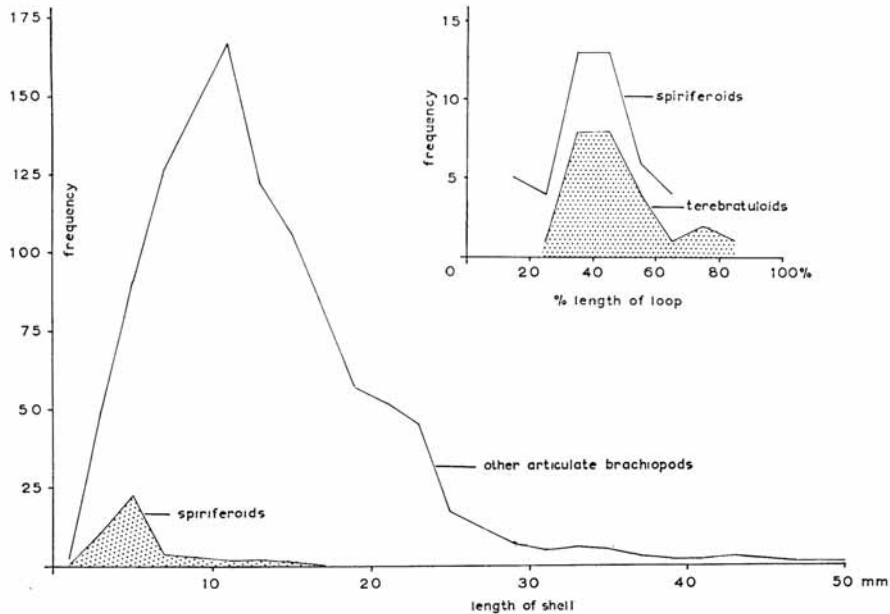 175
150
125
100
75
50
25
frequency
10
20
30
40
50 mm
length of shell
spiriferoids
other articulate brachiopods
15
10
5
0
frequency
20
40
60
80
100%
% length of loop
spiriferoids
terebratuloids